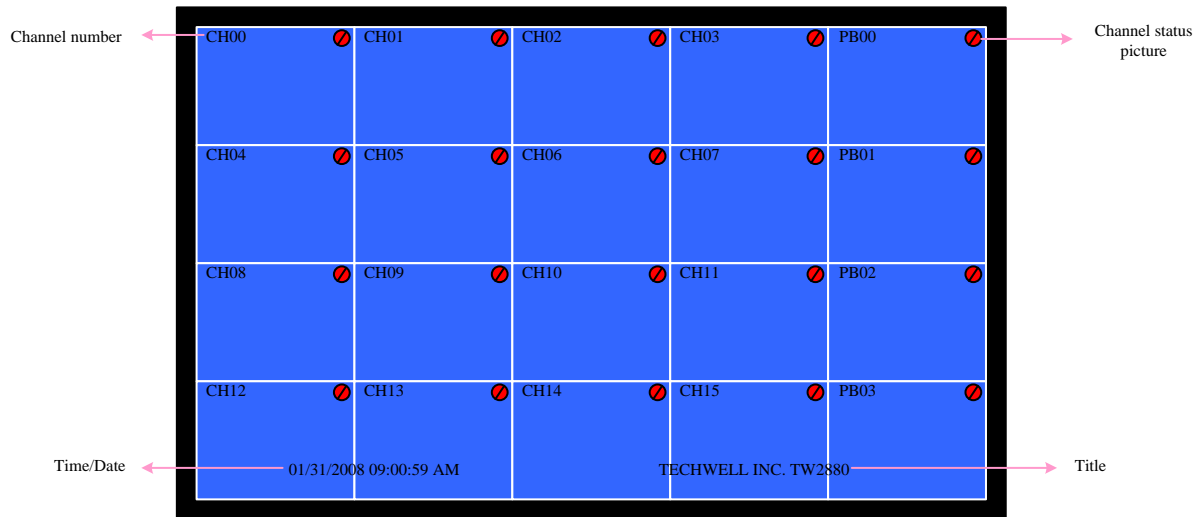 Channel number
CH00
CH01
CH02
CH03
PB00
Channel status
picture
CH04
CH05
CH06
CH07
PB01
CH08
CH09
CH10
CH11
PB02
CH12
CH13
CH14
CH15
PB03
Time/Date
01/31/2008 09:00:59 AM
TECHWELL INC. TW2880
Title